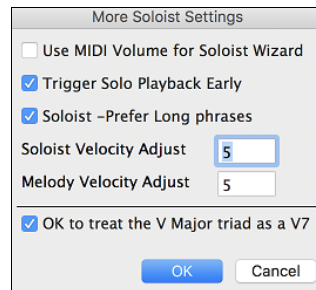 More Soloist Settings
Use MIDI Volume for Soloist Wizard
Trigger Solo Playback Early
Soloist -Prefer Long phrases
Soloist Velocity Adjust 5
Melody Velocity Adjust 5
OK to treat the V Major triad as a V7
OK Cancel